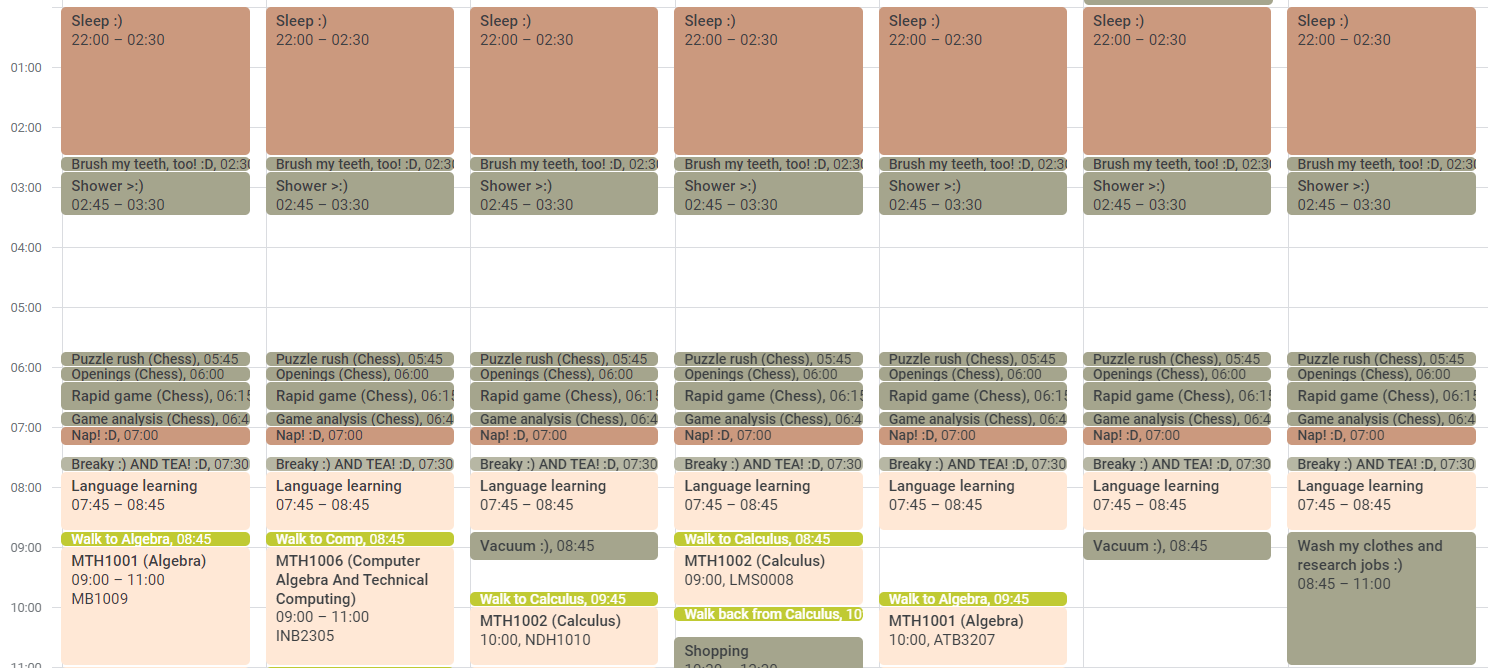 Sleep :)
22:00 – 02:30
Sleep :)
22:00 – 02:30
Sleep :)
22:00 – 02:30
Sleep :)
22:00 – 02:30
Sleep :)
22:00 – 02:30
Sleep :)
22:00 – 02:30
Sleep :)
22:00 – 02:30
01:00
02:00
Brush my teeth, too! :D, 02:30
Brush my teeth, too! :D, 02:30
Brush my teeth, too! :D, 02:30
Brush my teeth, too! :D, 02:30
Brush my teeth, too! :D, 02:30
Brush my teeth, too! :D, 02:30
Brush my teeth, too! :D, 02:30
03:00
Shower >:)
02:45 – 03:30
Shower >:)
02:45 – 03:30
Shower >:)
02:45 – 03:30
Shower >:)
02:45 – 03:30
Shower >:)
02:45 – 03:30
Shower >:)
02:45 – 03:30
Shower >:)
02:45 – 03:30
04:00
05:00
Puzzle rush (Chess), 05:45
Puzzle rush (Chess), 05:45
Puzzle rush (Chess), 05:45
Puzzle rush (Chess), 05:45
Puzzle rush (Chess), 05:45
Puzzle rush (Chess), 05:45
Puzzle rush (Chess), 05:45
06:00
Openings (Chess), 06:00
Openings (Chess), 06:00
Openings (Chess), 06:00
Openings (Chess), 06:00
Openings (Chess), 06:00
Openings (Chess), 06:00
Openings (Chess), 06:00
Rapid game (Chess), 06:15
Rapid game (Chess), 06:15
Rapid game (Chess), 06:15
Rapid game (Chess), 06:15
Rapid game (Chess), 06:15
Rapid game (Chess), 06:15
Rapid game (Chess), 06:15
Game analysis (Chess), 06:4
Game analysis (Chess), 06:4
Game analysis (Chess), 06:4
Game analysis (Chess), 06:4
Game analysis (Chess), 06:4
Game analysis (Chess), 06:4
Game analysis (Chess), 06:4
07:00
Nap! :D, 07:00
Nap! :D, 07:00
Nap! :D, 07:00
Nap! :D, 07:00
Nap! :D, 07:00
Nap! :D, 07:00
Nap! :D, 07:00
Breaky :) AND TEA! :D, 07:30
Breaky :) AND TEA! :D, 07:30
Breaky :) AND TEA! :D, 07:30
Breaky :) AND TEA! :D, 07:30
Breaky :) AND TEA! :D, 07:30
Breaky :) AND TEA! :D, 07:30
Breaky :) AND TEA! :D, 07:30
08:00
Language learning
07:45 – 08:45
Language learning
07:45 – 08:45
Language learning
07:45 – 08:45
Language learning
07:45 – 08:45
Language learning
07:45 – 08:45
Language learning
07:45 – 08:45
Language learning
07:45 – 08:45
09:00
Walk to Algebra, 08:45
MTH1001 (Algebra)
09:00 – 11:00
MB1009
Walk to Comp, 08:45
MTH1006 (Computer
Algebra And Technical
Computing)
09:00 – 11:00
INB2305
Vacuum :), 08:45
Walk to Calculus, 09:45
MTH1002 (Calculus)
10:00, NDH1010
Walk to Calculus, 08:45
MTH1002 (Calculus)
09:00, LMS0008
Walk back from Calculus, 10
Shopping
Walk to Algebra, 09:45
MTH1001 (Algebra)
10:00, ATB3207
Vacuum :), 08:45
Wash my clothes and
research jobs :)
08:45 – 11:00
10:00
11:00